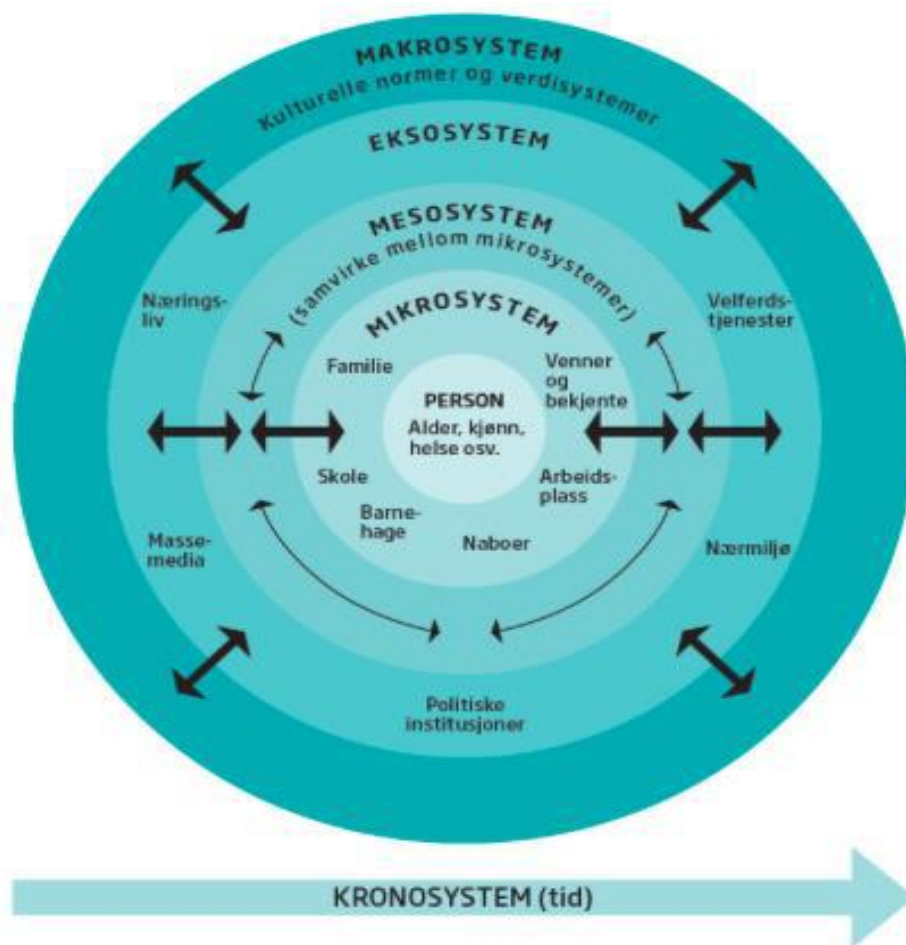 MAKROSYSTEM
Kulturelle normer og verdisystemer
EKSOSYSTEM
MESOSYSTEM
(samvirke mellom mikrosystemer)
MIKROSYSTEM
Nærings-
liv
Velferds-
tjenester
Familie
Venner
og
bekjente
PERSON
Alder, kjønn,
helse osv.
Skole
Arbeids-
plass
Barne-
hage
Naboer
Masse-
media
Nærmiljø
Politiske
institusjoner
KRONOSYSTEM (tid)